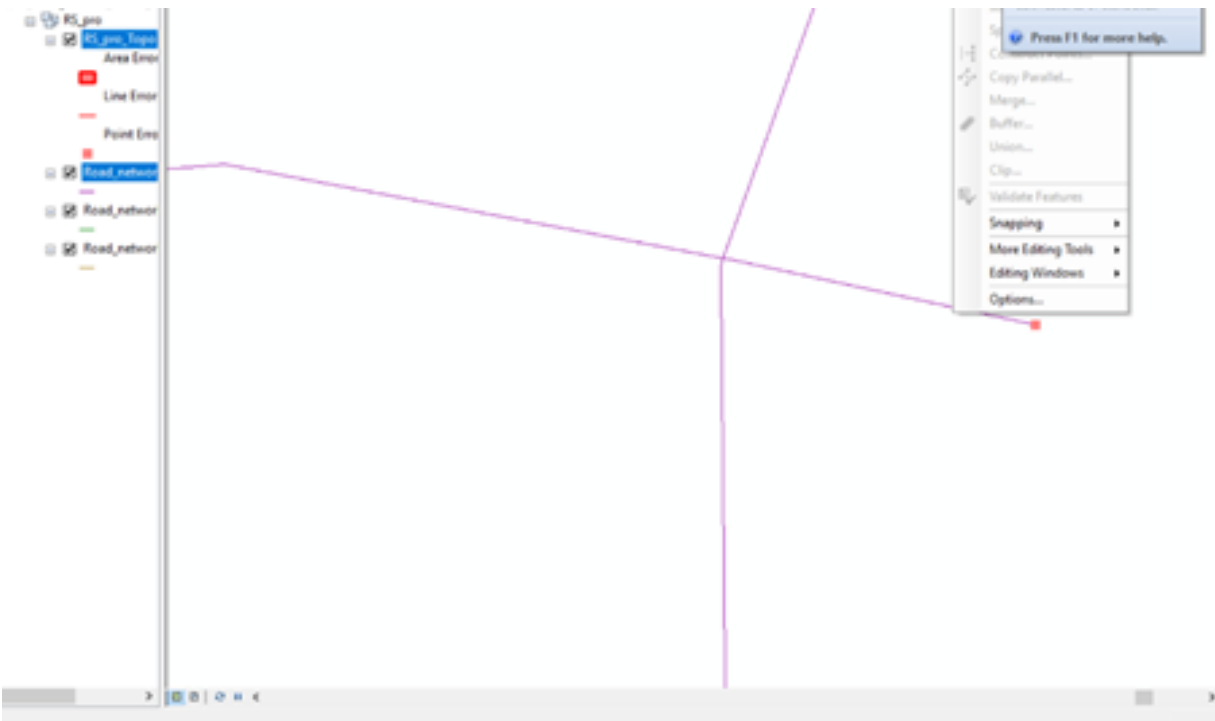 RS_pro
RS_pro_Topo
Area Error
Line Error
Point Erro
Road_networ
Road_networ
Road_networ
Press F1 for more help.
Copy Parallel...
Merge...
Buffer...
Union...
Clip...
Validate Features
Snapping
More Editing Tools
Editing Windows
Options...